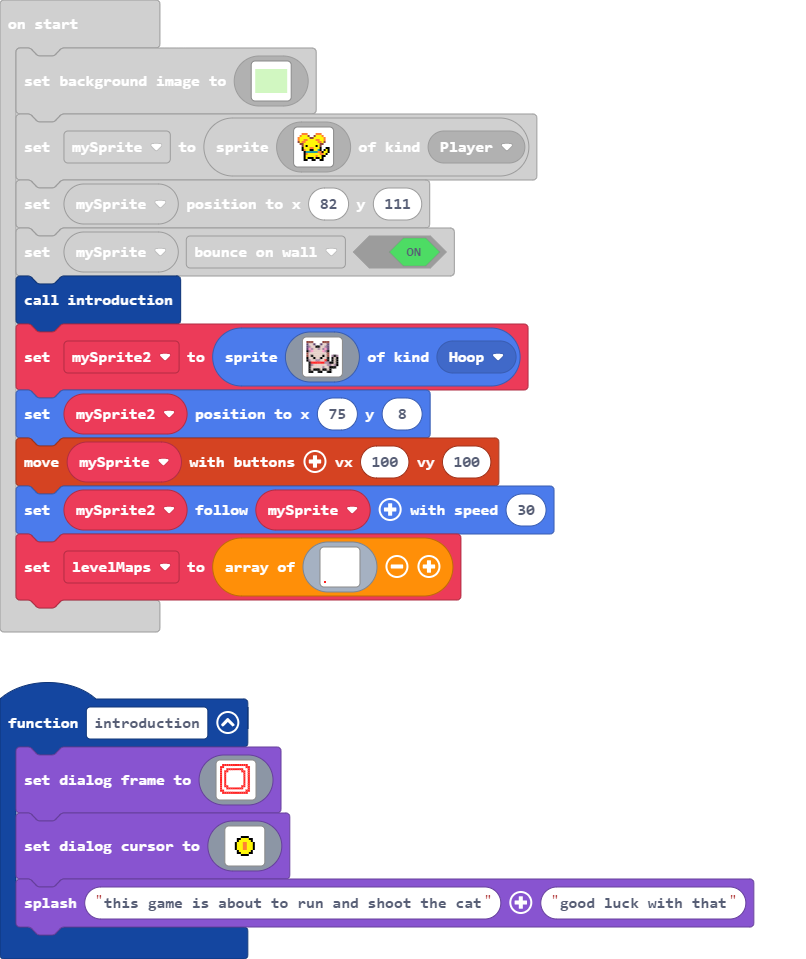 on start
set background image to
set mySprite to sprite of kind Player
set mySprite position to x 82 y 111
set mySprite bounce on wall ON
call introduction
set mySprite2 to sprite of kind Hoop
set mySprite2 position to x 75 y 8
move mySprite with buttons + vx 100 vy 100
set mySprite2 follow mySprite + with speed 30
set levelMaps to array of - +
function introduction
set dialog frame to
set dialog cursor to
splash "this game is about to run and shoot the cat" + "good luck with that"